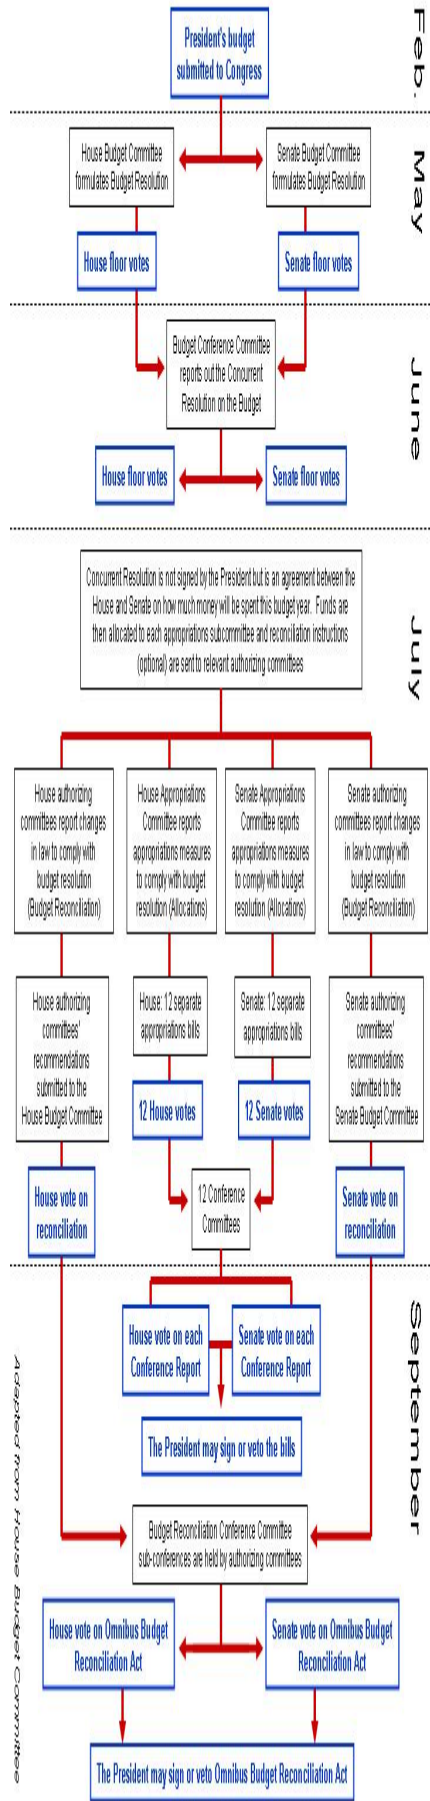 Feb.
President's budget
submitted to Congress
May
House Budget Committee
formulates Budget Resolution
Senate Budget Committee
formulates Budget Resolution
House floor votes
Senate floor votes
June
Budget Conference Committee
reports out the Concurrent
Resolution on the Budget
House floor votes
Senate floor votes
July
Concurrent Resolution is not signed by the President but is an agreement between the
House and Senate on how much money will be spent this budget year. Funds are
then allocated to each appropriations subcommittee and reconciliation instructions
(optional) are sent to relevant authorizing committees
House authorizing
committees report changes
in law to comply with
budget resolution
(Budget Reconciliation)
House Appropriations
Committee reports
appropriations measures
to comply with budget
resolution (Allocations)
Senate Appropriations
Committee reports
appropriations measures
to comply with budget
resolution (Allocations)
Senate authorizing
committees report changes
in law to comply with
budget resolution
(Budget Reconciliation)
House authorizing
committees'
recommendations
submitted to the
House Budget Committee
House: 12 separate
appropriations bills
Senate: 12 separate
appropriations bills
Senate authorizing
committees'
recommendations
submitted to the
Senate Budget Committee
12 House votes
12 Senate votes
House vote on
reconciliation
12 Conference
Committees
Senate vote on
reconciliation
September
House vote on each
Conference Report
Senate vote on each
Conference Report
The President may sign or veto the bills
Budget Reconciliation Conference Committee
sub-conferences are held by authorizing committees
House vote on Omnibus Budget
Reconciliation Act
Senate vote on Omnibus Budget
Reconciliation Act
The President may sign or veto Omnibus Budget Reconciliation Act
Adapted from House Budget Committee